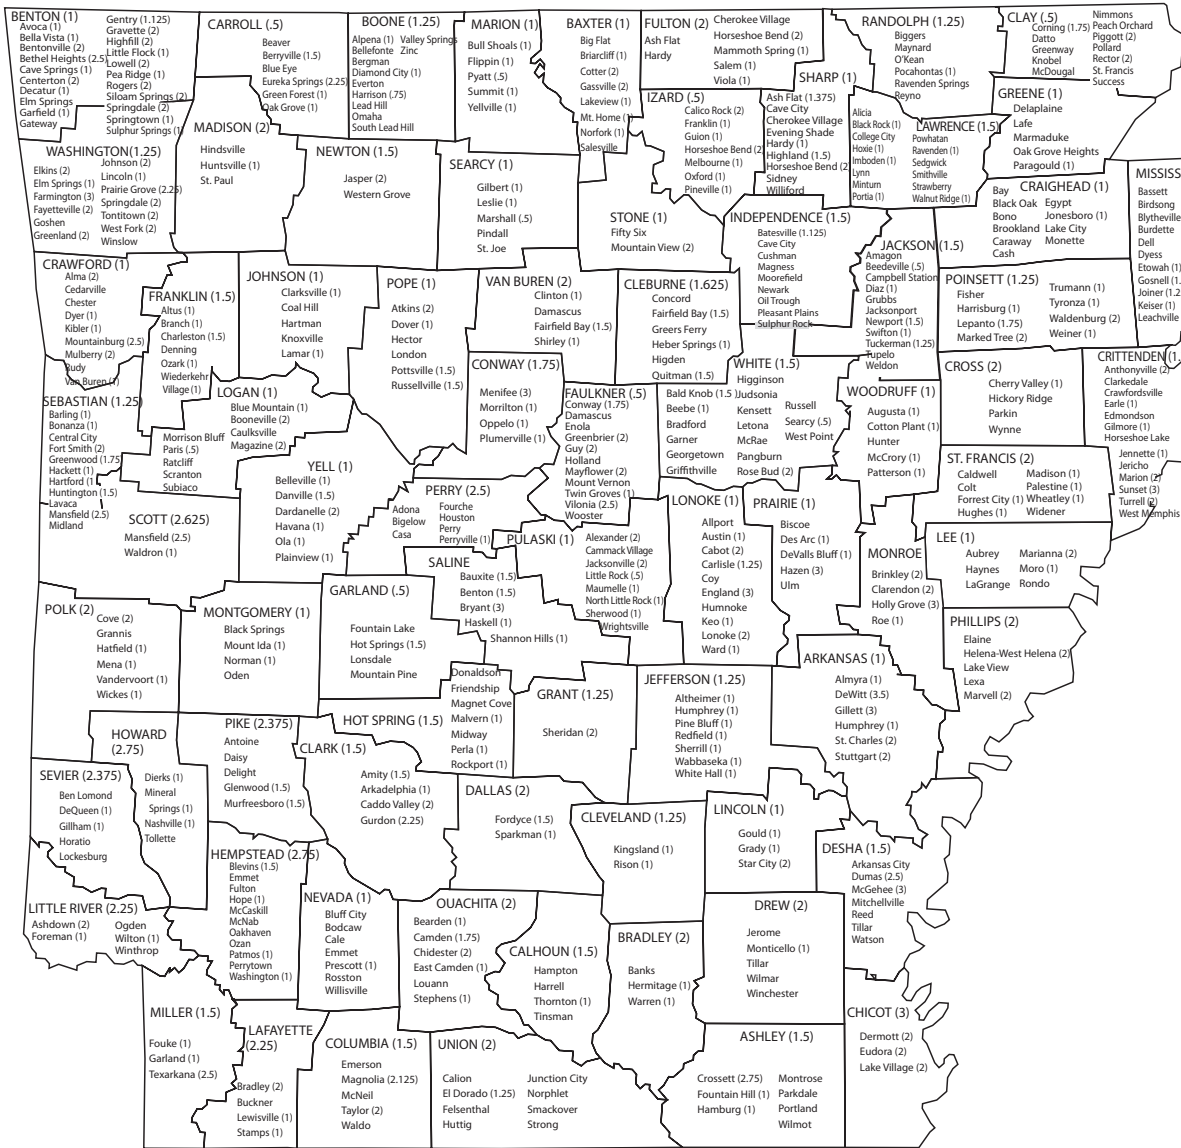 BENTON (1)
Avoca (1)
Bella Vista (1)
Bentonville (2)
Bethel Heights (2.5)
Cave Springs (1)
Centerton (2)
Decatur (1)
Elm Springs
Garfield (1)
Gateway
Gentry (1.125)
Gravette (2)
Highfill (2)
Little Flock (1)
Lowell (2)
Pea Ridge (1)
Rogers (2)
Siloam Springs (2)
Springdale (2)
Springtown (1)
Sulphur Springs (1)
CARROLL (.5)
Beaver
Berryville (1.5)
Blue Eye
Eureka Springs (2.25)
Green Forest (1)
Oak Grove (1)
BOONE (1.25)
Alpena (1)
Bellefonte
Bergman
Diamond City (1)
Everton
Harrison (.75)
Lead Hill
Omaha
South Lead Hill
Valley Springs
Zinc
MARION (1)
Bull Shoals (1)
Flippin (1)
Pyatt (.5)
Summit (1)
Yellville (1)
BAXTER (1)
Big Flat
Briarcliff (1)
Cotter (2)
Gassville (2)
Lakeview (1)
Mt. Home (1)
Norfork (1)
Salesville
FULTON (2)
Ash Flat
Hardy
Cherokee Village
Horseshoe Bend (2)
Mammoth Spring (1)
Salem (1)
Viola (1)
RANDOLPH (1.25)
Biggers
Maynard
O'Kean
Pocahontas (1)
Ravenden Springs
Reyno
CLAY (.5)
Corning (1.75)
Datto
Greenway
Knobel
McDougal
Nimmons
Peach Orchard
Piggott (2)
Pollard
Rector (2)
St. Francis
Success
MADISON (2)
Hindsville
Huntsville (1)
St. Paul
IZARD (.5)
Calico Rock (2)
Franklin (1)
Guion (1)
Horseshoe Bend (2)
Melbourne (1)
Oxford (1)
Pineville (1)
SHARP (1)
Ash Flat (1.375)
Cave City
Cherokee Village
Evening Shade
Hardy (1)
Highland (1.5)
Horseshoe Bend (2)
Sidney
Williford
LAWRENCE (1.5)
Alicia
Black Rock (1)
College City
Hoxie (1)
Imboden (1)
Lynn
Minturn
Portia (1)
Powhatan
Ravenden (1)
Sedgwick
Smithville
Strawberry
Walnut Ridge (1)
GREENE (1)
Delaplaine
Lafe
Marmaduke
Oak Grove Heights
Paragould (1)
WASHINGTON(1.25)
Elkins (2)
Elm Springs (1)
Farmington (3)
Fayetteville (2)
Goshen
Greenland (2)
Johnson (2)
Lincoln (1)
Prairie Grove (2.25)
Springdale (2)
Tontitown (2)
West Fork (2)
Winslow
NEWTON (1.5)
Jasper (2)
Western Grove
SEARCY (1)
Gilbert (1)
Leslie (1)
Marshall (.5)
Pindall
St. Joe
STONE (1)
Fifty Six
Mountain View (2)
INDEPENDENCE (1.5)
Batesville (1.125)
Cave City
Cushman
Magness
Moorefield
Newark
Oil Trough
Pleasant Plains
Sulphur Rock
JACKSON (1.5)
Amagon
Beedeville (.5)
Campbell Station
Diaz (1)
Grubbs
Jacksonport
Newport (1.5)
Swifton (1)
Tuckerman (1.25)
Tupelo
Weldon
CRAIGHEAD (1)
Bay
Black Oak
Bono
Brookland
Caraway
Cash
Egypt
Jonesboro (1)
Lake City
Monette
MISSISS
Bassett
Birdsong
Blytheville
Burdette
Dell
Dyess
Etowah (1)
Gosnell (1.
Joiner (1.2
Keiser (1)
Leachville
CRAWFORD (1)
Alma (2)
Cedarville
Chester
Dyer (1)
Kibler (1)
Mountainburg (2.5)
Mulberry (2)
Rudy
Van Buren (1)
FRANKLIN (1.5)
Altus (1)
Branch (1)
Charleston (1.5)
Denning
Ozark (1)
Wiederkehr
Village(1)
JOHNSON (1)
Clarksville (1)
Coal Hill
Hartman
Knoxville
Lamar (1)
POPE (1)
Atkins (2)
Dover (1)
Hector
London
Pottsville (1.5)
Russellville (1.5)
VAN BUREN (2)
Clinton (1)
Damascus
Fairfield Bay (1.5)
Shirley (1)
CLEBURNE (1.625)
Concord
Fairfield Bay (1.5)
Greers Ferry
Heber Springs (1)
Higden
Quitman (1.5)
POINSETT (1.25)
Fisher
Harrisburg (1)
Lepanto (1.75)
Marked Tree (2)
Trumann (1)
Tyronza (1)
Waldenburg (2)
Weiner (1)
SEBASTIAN (1.25)
Barling (1)
Bonanza (1)
Central City
Fort Smith (2)
Greenwood (1.75
Hackett (1)
Hartford (1)
Huntington (1.5)
Lavaca
Mansfield (2.5)
Midland
LOGAN (1)
Blue Mountain (1)
Booneville (2)
Caulksville
Magazine (2)
Morrison Bluff
Paris (.5)
Ratcliff
Scranton
Subiaco
CONWAY (1.75)
Menifee (3)
Morrilton (1)
Oppelo (1)
Plumerville (1)
FAULKNER (.5)
Conway (1.75)
Damascus
Enola
Greenbrier (2)
Guy (2)
Holland
Mayflower (2)
Mount Vernon
Twin Groves (1)
Vilonia (2.5)
Wooster
WHITE (1.5)
Bald Knob (1.5)
Beebe (1)
Bradford
Garner
Georgetown
Griffithville
Higginson
Judsonia
Kensett
Letona
McRae
Pangburn
Rose Bud (2)
Russell
Searcy (.5)
West Point
WOODRUFF (1)
Augusta (1)
Cotton Plant (1)
Hunter
McCrory (1)
Patterson (1)
CROSS (2)
Cherry Valley (1)
Hickory Ridge
Parkin
Wynne
CRITTENDEN (1.
Anthonyville (2)
Clarkedale
Crawfordsville
Earle (1)
Edmondson
Gilmore (1)
Horseshoe Lake
Jennette (1)
Jericho
Marion (2)
Sunset (3)
Turrell (2)
West Memphis
SCOTT (2.625)
Mansfield (2.5)
Waldron (1)
YELL (1)
Belleville (1)
Danville (1.5)
Dardanelle (2)
Havana (1)
Ola (1)
Plainview (1)
PERRY (2.5)
Adona
Bigelow
Casa
Fourche
Houston
Perry
Perryville (1)
PULASKI (1)
Alexander (2)
Cammack Village
Jacksonville (2)
Little Rock (.5)
Maumelle (1)
North Little Rock (1)
Sherwood (1)
Wrightsville
LONOKE (1)
Allport
Austin (1)
Cabot (2)
Carlisle (1.25)
Coy
England (3)
Humnoke
Keo (1)
Lonoke (2)
Ward (1)
PRAIRIE (1)
Biscoe
Des Arc (1)
DeValls Bluff (1)
Hazen (3)
Ulm
MONROE
Brinkley (2)
Clarendon (2)
Holly Grove (3)
Roe (1)
ST. FRANCIS (2)
Caldwell
Colt
Forrest City (1)
Hughes (1)
Madison (1)
Palestine (1)
Wheatley (1)
Widener
LEE (1)
Aubrey
Haynes
LaGrange
Marianna (2)
Moro (1)
Rondo
POLK (2)
Cove (2)
Grannis
Hatfield (1)
Mena (1)
Vandervoort (1)
Wickes (1)
MONTGOMERY (1)
Black Springs
Mount Ida (1)
Norman (1)
Oden
GARLAND (.5)
Fountain Lake
Hot Springs (1.5)
Lonsdale
Mountain Pine
SALINE
Bauxite (1.5)
Benton (1.5)
Bryant (3)
Haskell (1)
Shannon Hills (1)
PHILLIPS (2)
Elaine
Helena-West Helena (2)
Lake View
Lexa
Marvell (2)
HOT SPRING (1.5)
Donaldson
Friendship
Magnet Cove
Malvern (1)
Midway
Perla (1)
Rockport (1)
GRANT (1.25)
Sheridan (2)
JEFFERSON (1.25)
Altheimer (1)
Humphrey (1)
Pine Bluff (1)
Redfield (1)
Sherrill (1)
Wabbaseka (1)
White Hall (1)
ARKANSAS (1)
Almyra (1)
DeWitt (3.5)
Gillett (3)
Humphrey (1)
St. Charles (2)
Stuttgart (2)
HOWARD
(2.75)
Dierks (1)
Mineral
Springs (1)
Nashville (1)
Tollette
PIKE (2.375)
Antoine
Daisy
Delight
Glenwood (1.5)
Murfreesboro (1.5)
CLARK (1.5)
Amity (1.5)
Arkadelphia (1)
Caddo Valley (2)
Gurdon (2.25)
SEVIER (2.375)
Ben Lomond
DeQueen (1)
Gillham (1)
Horatio
Lockesburg
DALLAS (2)
Fordyce (1.5)
Sparkman (1)
CLEVELAND (1.25)
Kingsland (1)
Rison (1)
LINCOLN (1)
Gould (1)
Grady (1)
Star City (2)
DESHA (1.5)
Arkansas City
Dumas (2.5)
McGehee (3)
Mitchellville
Reed
Tillar
Watson
HEMPSTEAD (2.75)
Blevins (1.5)
Emmet
Fulton
Hope (1)
McCaskill
McNab
Oakhaven
Ozan
Patmos (1)
Perrytown
Washington (1)
LITTLE RIVER (2.25)
Ashdown (2)
Foreman (1)
Ogden
Wilton (1)
Winthrop
NEVADA (1)
Bluff City
Bodcaw
Cale
Emmet
Prescott (1)
Rosston
Willisville
OUACHITA (2)
Bearden (1)
Camden (1.75)
Chidester (2)
East Camden (1)
Louann
Stephens (1)
CALHOUN (1.5)
Hampton
Harrell
Thornton (1)
Tinsman
BRADLEY (2)
Banks
Hermitage (1)
Warren (1)
DREW (2)
Jerome
Monticello (1)
Tillar
Wilmar
Winchester
MILLER (1.5)
Fouke (1)
Garland (1)
Texarkana (2.5)
LAFAYETTE
(2.25)
Bradley (2)
Buckner
Lewisville (1)
Stamps (1)
COLUMBIA (1.5)
Emerson
Magnolia (2.125)
McNeil
Taylor (2)
Waldo
UNION (2)
Calion
El Dorado (1.25)
Felsenthal
Huttig
Junction City
Norphlet
Smackover
Strong
ASHLEY (1.5)
Crossett (2.75)
Fountain Hill (1)
Hamburg (1)
Montrose
Parkdale
Portland
Wilmot
CHICOT (3)
Dermott (2)
Eudora (2)
Lake Village (2)